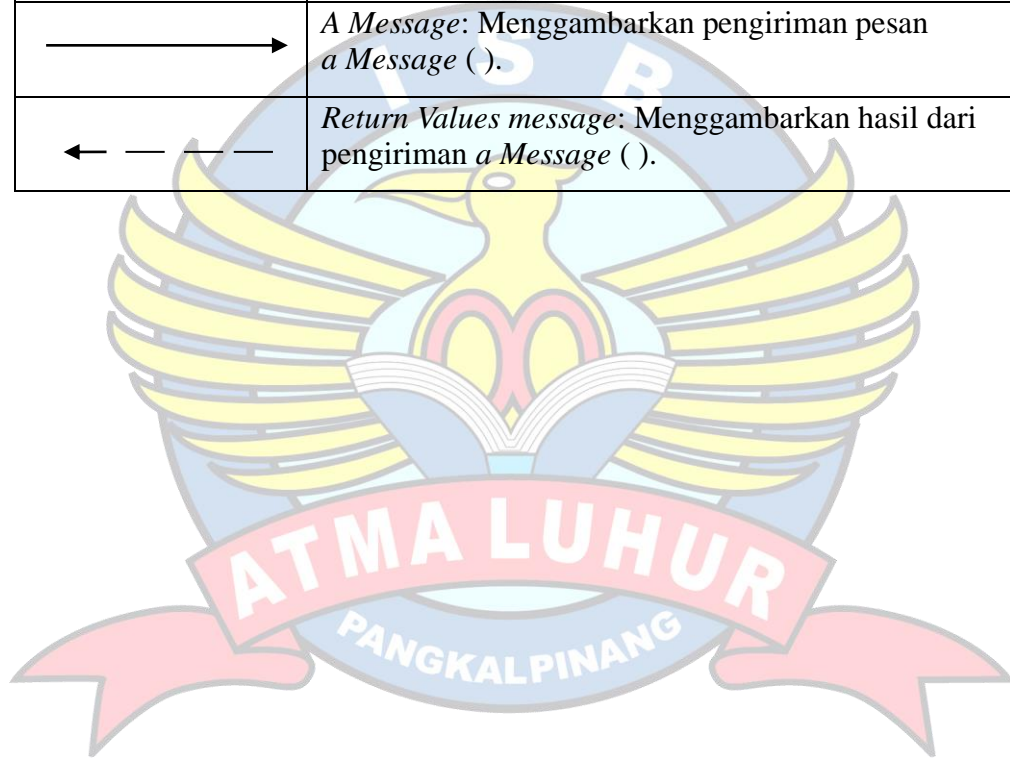 A Message: Menggambarkan pengiriman pesan
a Message ( ).
Return Values message: Menggambarkan hasil dari
pengiriman a Message ( ).
I S B
ATMA LUHUR
PANGKALPINANG